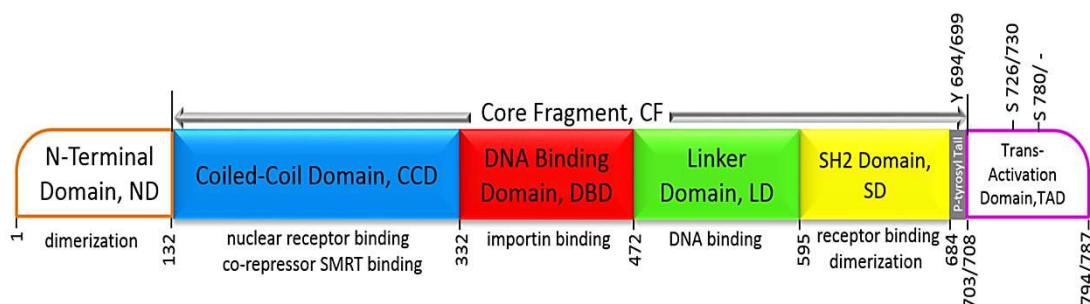 Core Fragment, CF
Y 694/699
S 726/730
S 780/ -
N-Terminal
Domain, ND
Coiled-Coil Domain, CCD
DNA Binding
Domain, DBD
Linker
Domain, LD
SH2 Domain,
SD
P-tyrosyl Tail
Trans-
Activation
Domain,TAD
1
dimerization
132
nuclear receptor binding
co-repressor SMRT binding
332
importin binding
472
DNA binding
595
receptor binding
dimerization
684
703/708
794/787